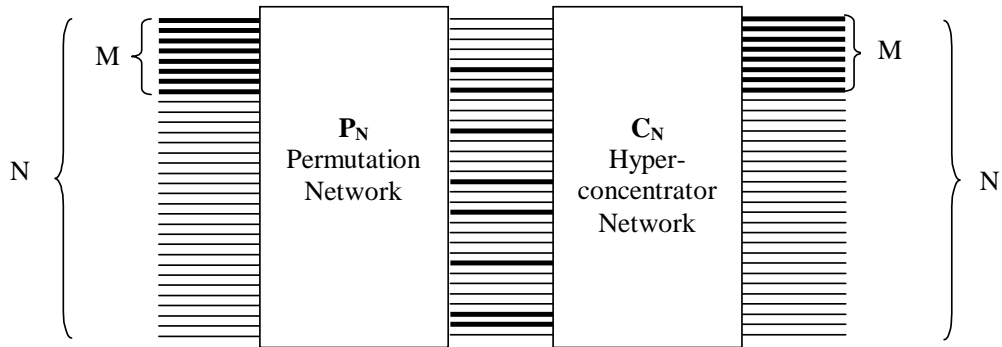 M
N
P_N
Permutation
Network
C_N
Hyper-
concentrator
Network
M
N